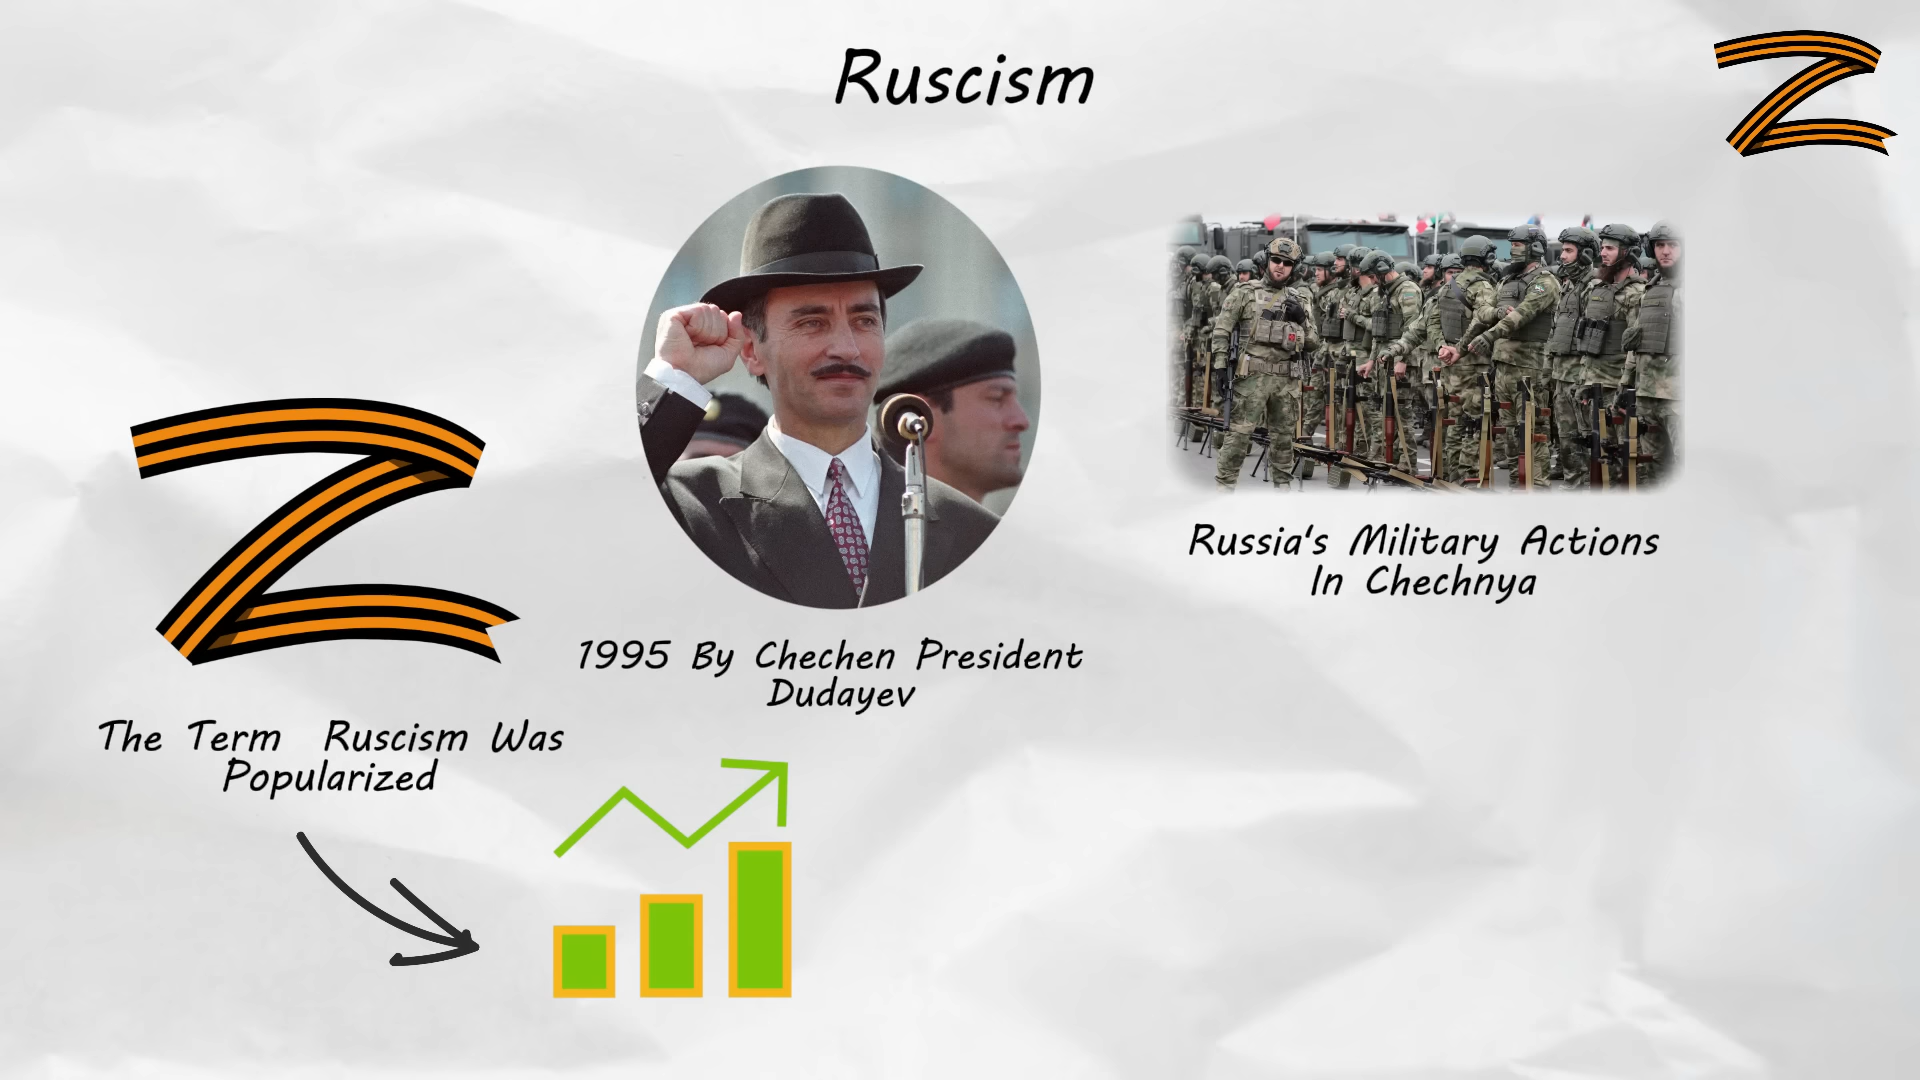 Ruscism
The Term Ruscism Was
Popularized
1995 By Chechen President
Dudayev
Russia's Military Actions
In Chechnya